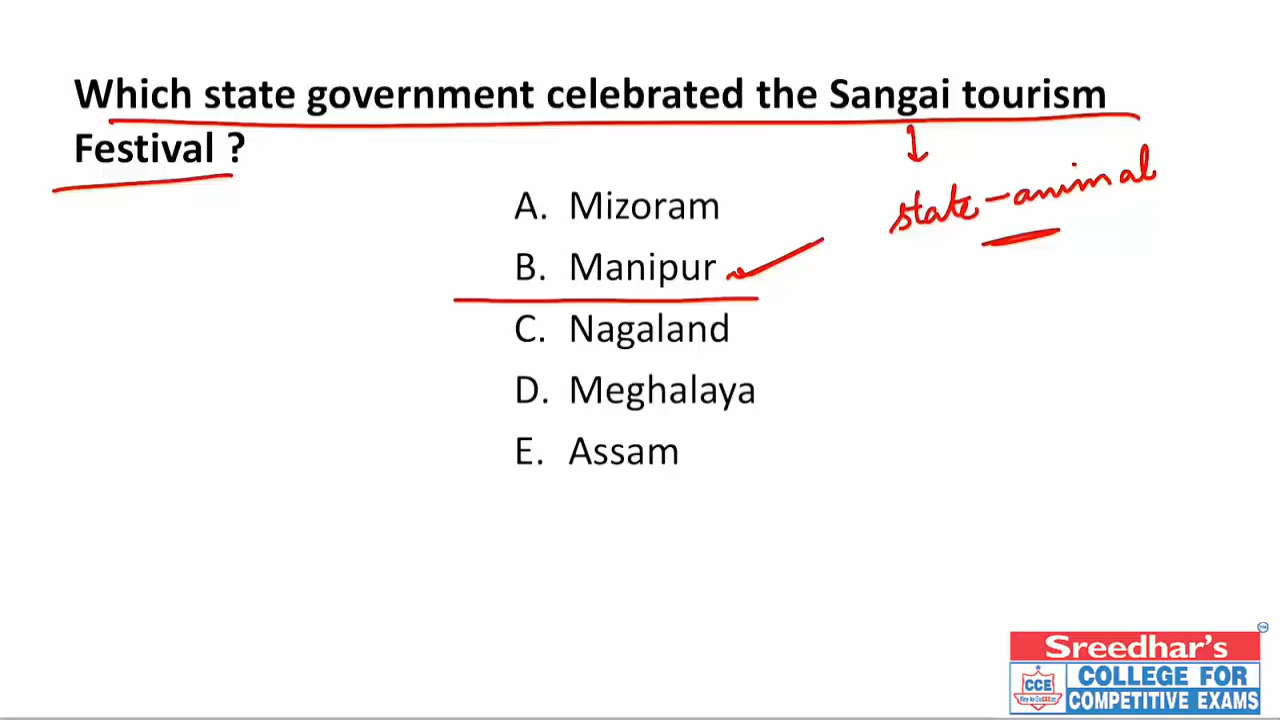 Which state government celebrated the Sangai tourism
Festival ?
state-animal
A. Mizoram
B. Manipur
C. Nagaland
D. Meghalaya
E. Assam
Sreedhar's
CCE
COLLEGE FOR
COMPETITIVE EXAMS
TM